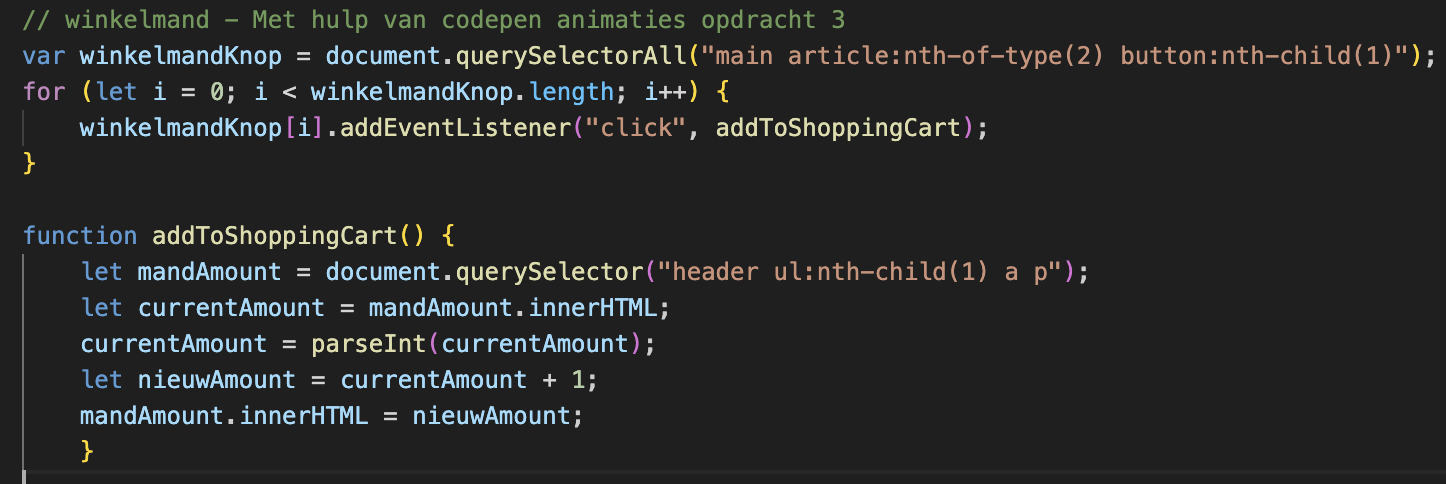 // winkelmand - Met hulp van codepen animaties opdracht 3
var winkelmandKnop = document.querySelectorAll("main article:nth-of-type(2) button:nth-child(1)");
for (let i = 0; i < winkelmandKnop.length; i++) {
    winkelmandKnop[i].addEventListener("click", addToShoppingCart);
}

function addToShoppingCart() {
    let mandAmount = document.querySelector("header ul:nth-child(1) a p");
    let currentAmount = mandAmount.innerHTML;
    currentAmount = parseInt(currentAmount);
    let nieuwAmount = currentAmount + 1;
    mandAmount.innerHTML = nieuwAmount;
    }